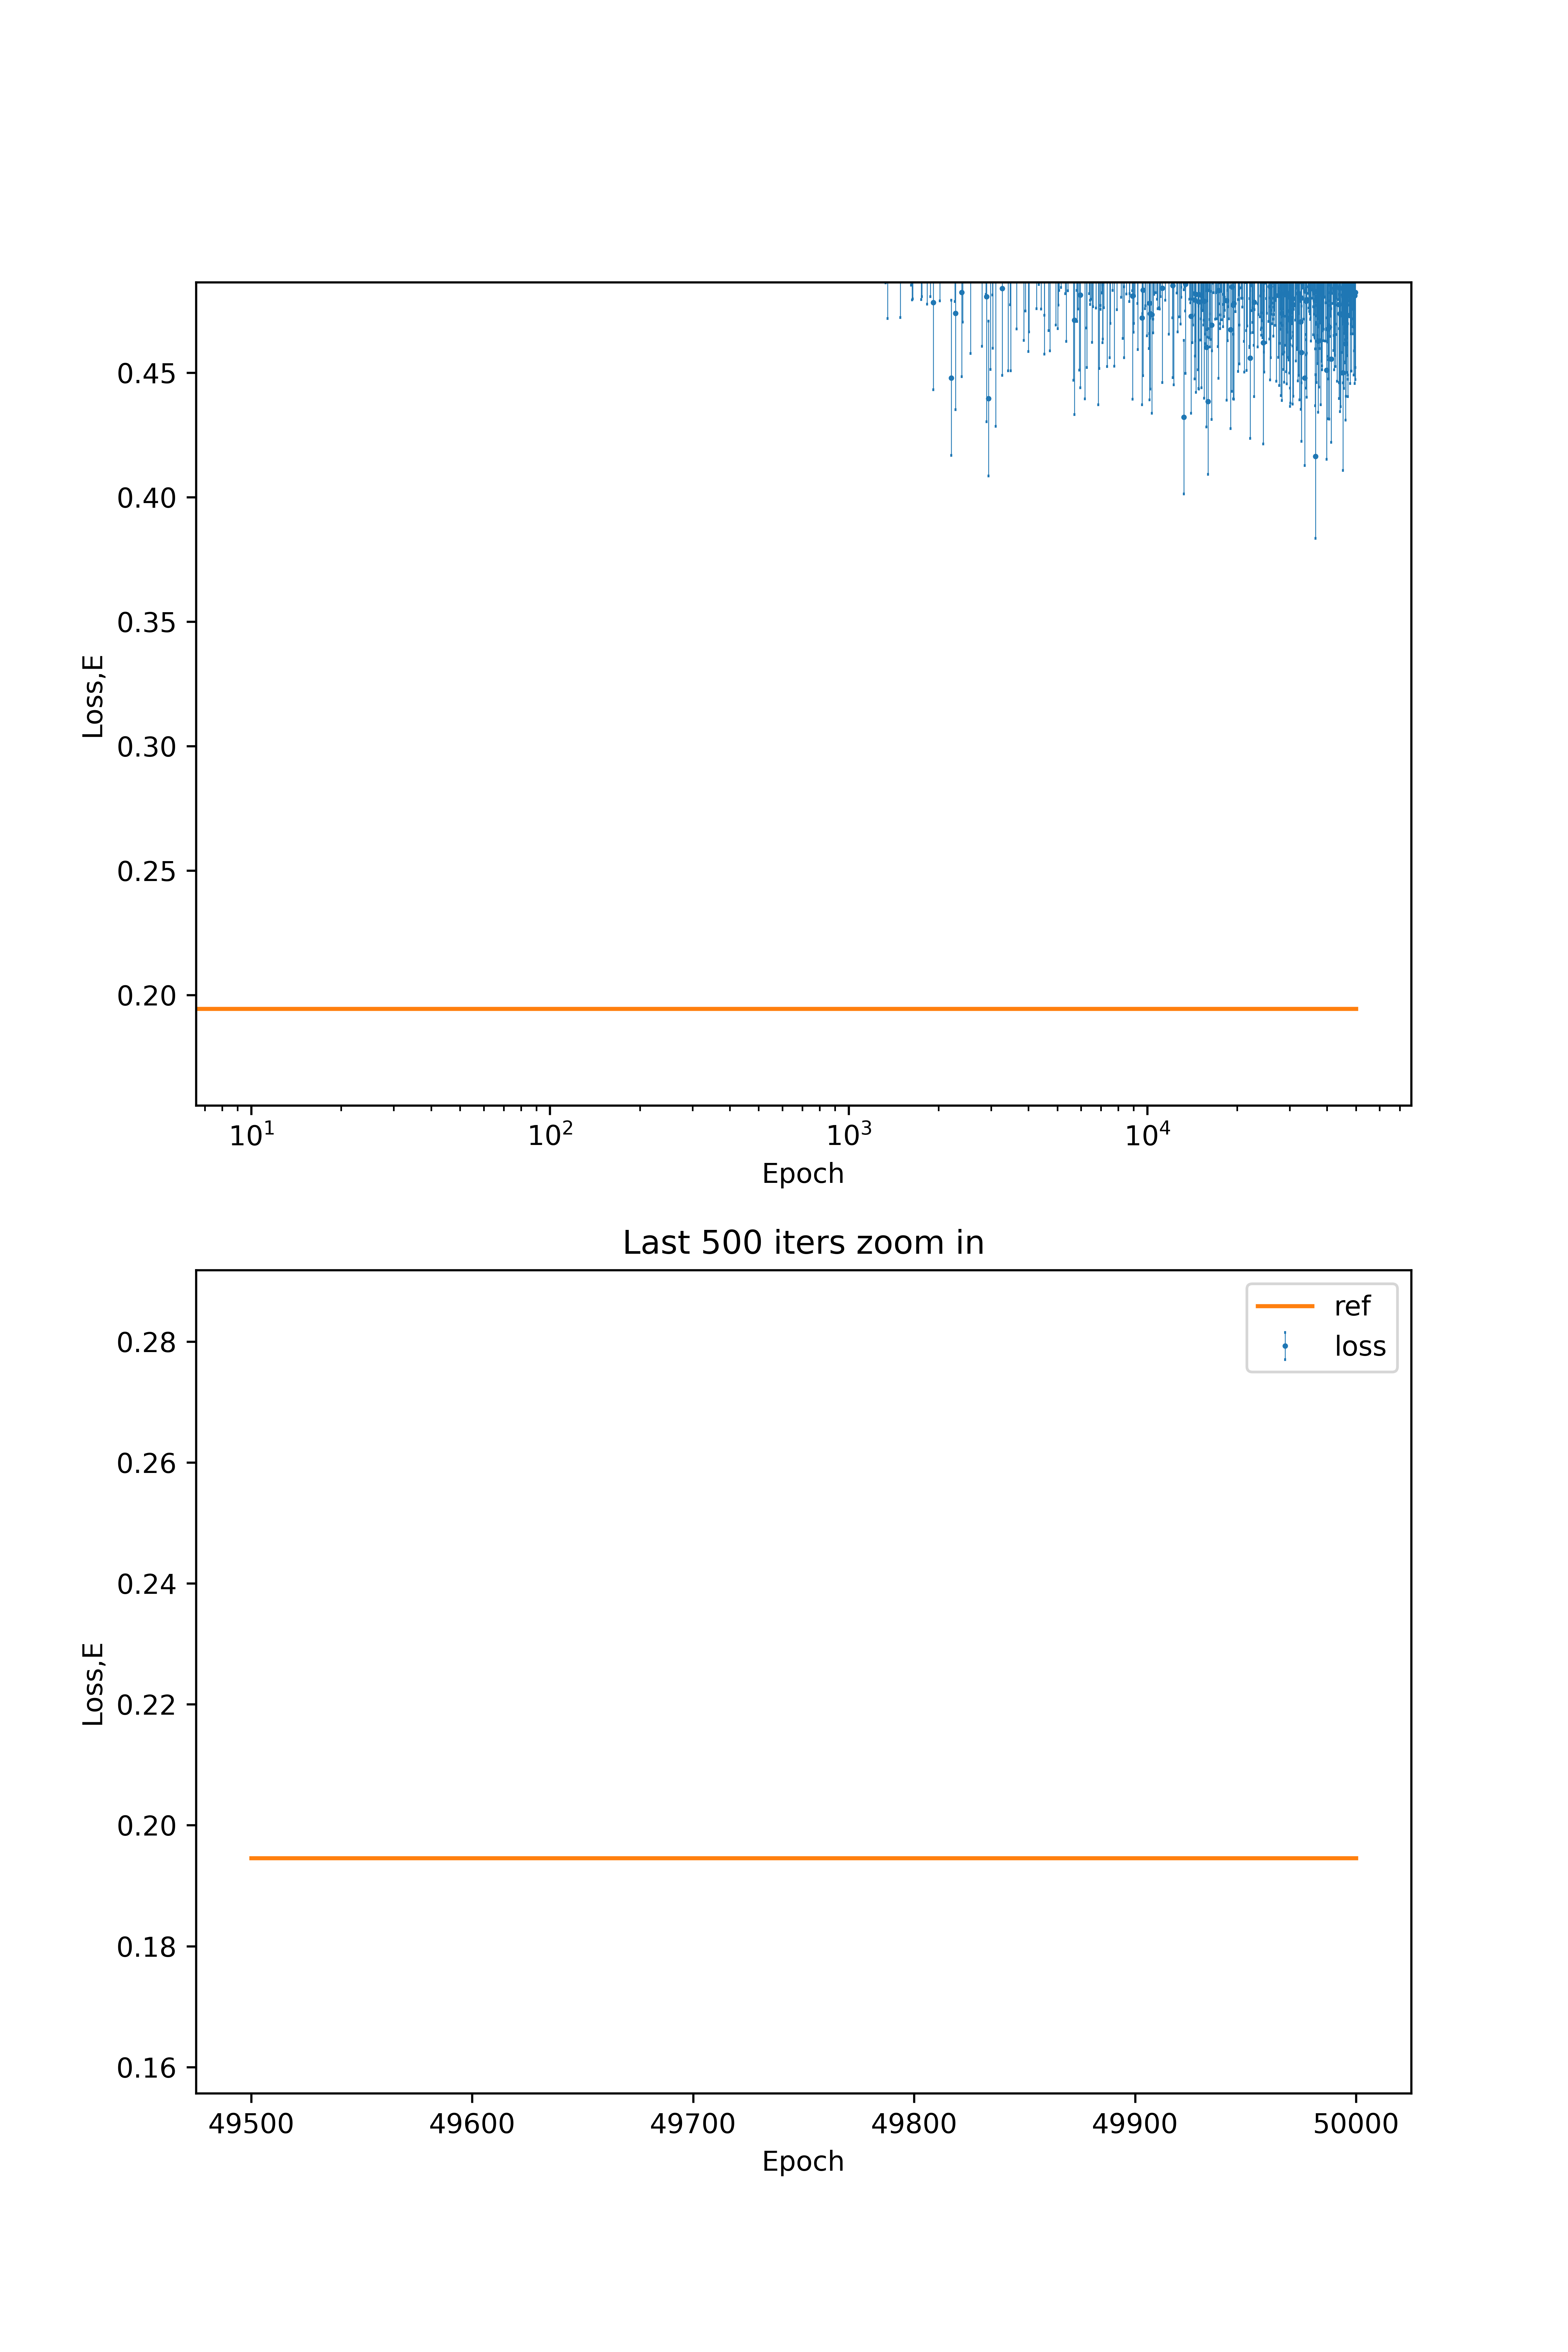 0.45
0.40
0.35
0.30
0.25
0.20
Loss,E
10¹ 10² 10³ 10⁴
Epoch
Last 500 iters zoom in
ref
loss
0.28
0.26
0.24
0.22
0.20
0.18
0.16
Loss,E
49500 49600 49700 49800 49900 50000
Epoch